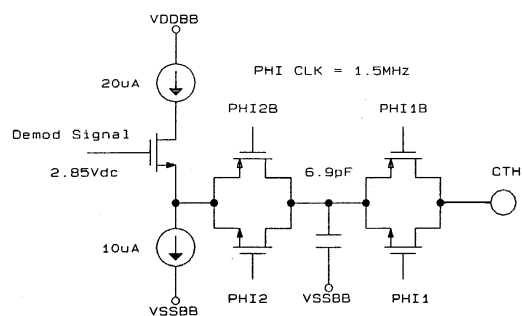 VDDBB
20uA
PHI CLK = 1.5MHz
PHI2B
PHI1B
Demod Signal
2.85Vdc
6.9pF
CTH
10uA
VSSBB
PHI2
VSSBB
PHI1